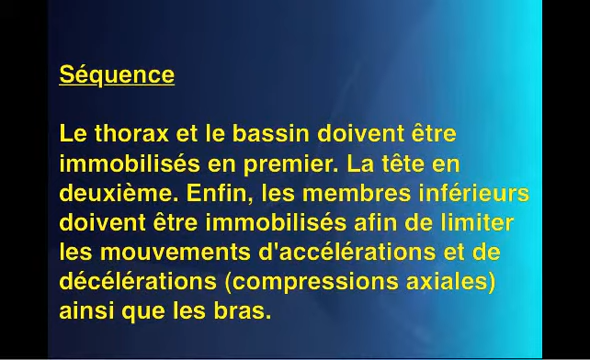 Séquence
Le thorax et le bassin doivent être
immobilisés en premier. La tête en
deuxième. Enfin, les membres inférieurs
doivent être immobilisés afin de limiter
les mouvements d'accélérations et de
décélérations (compressions axiales)
ainsi que les bras.